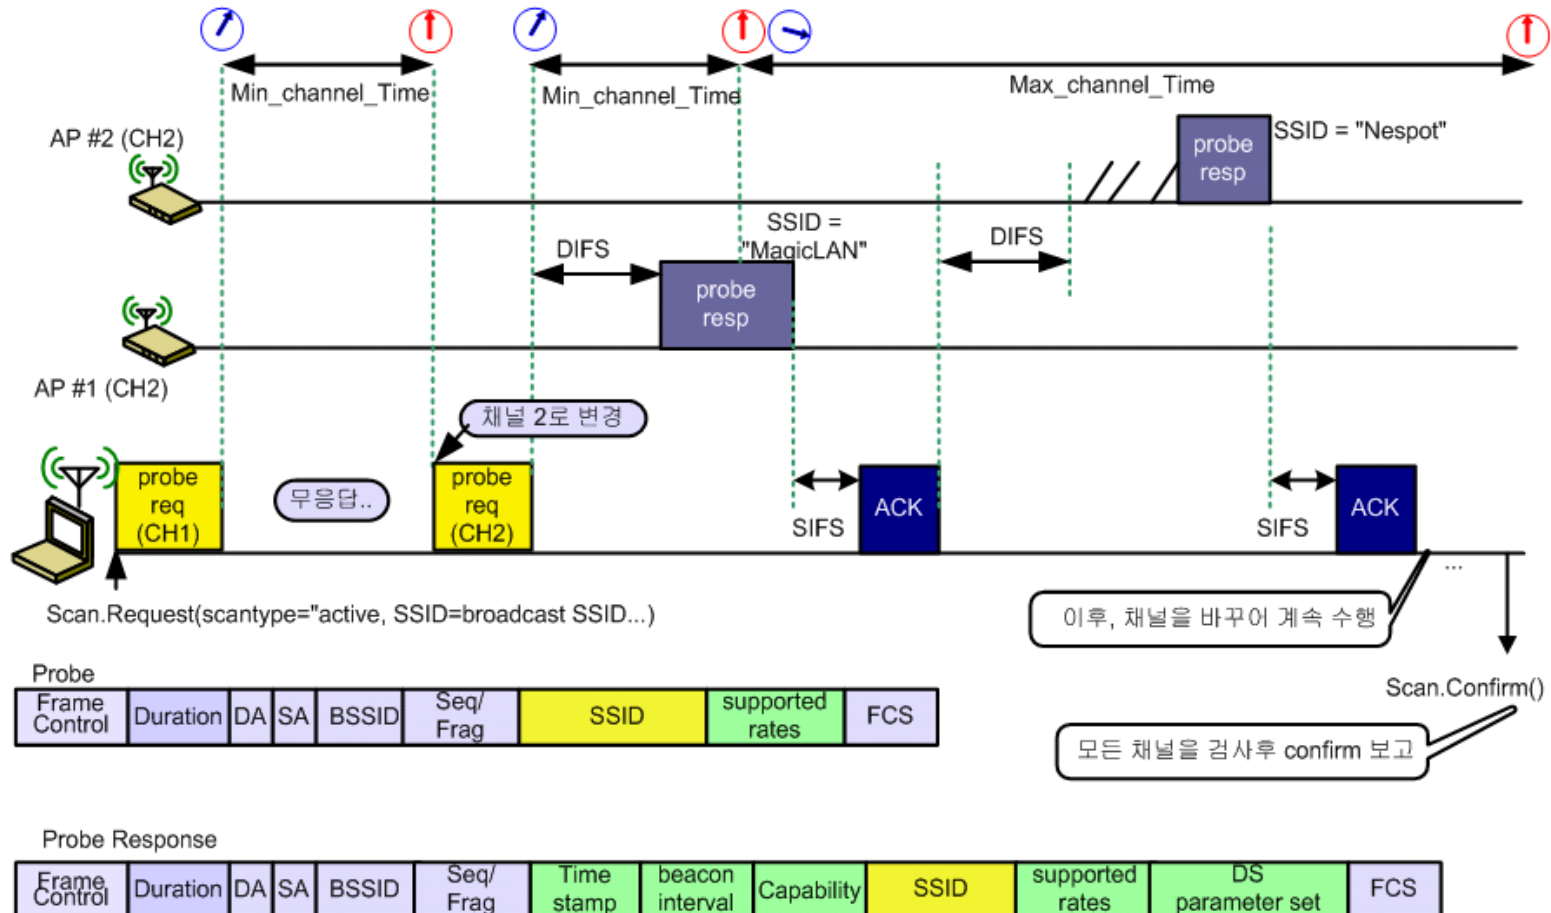 Min_channel_Time
Min_channel_Time
Max_channel_Time
AP #2 (CH2)
probe
resp
SSID = "Nespot"
SSID =
"MagicLAN"
DIFS
DIFS
probe
resp
AP #1 (CH2)
채널 2로 변경
probe
req
(CH1)
무응답..
probe
req
(CH2)
SIFS
ACK
SIFS
ACK
...
Scan.Request(scantype="active, SSID=broadcast SSID...)
이후, 채널을 바꾸어 계속 수행
Scan.Confirm()
모든 채널을 검사후 confirm 보고
Probe
Frame
Control
Duration
DA
SA
BSSID
Seq/
Frag
SSID
supported
rates
FCS
Probe Response
Frame
Control
Duration
DA
SA
BSSID
Seq/
Frag
Time
stamp
beacon
interval
Capability
SSID
supported
rates
DS
parameter set
FCS